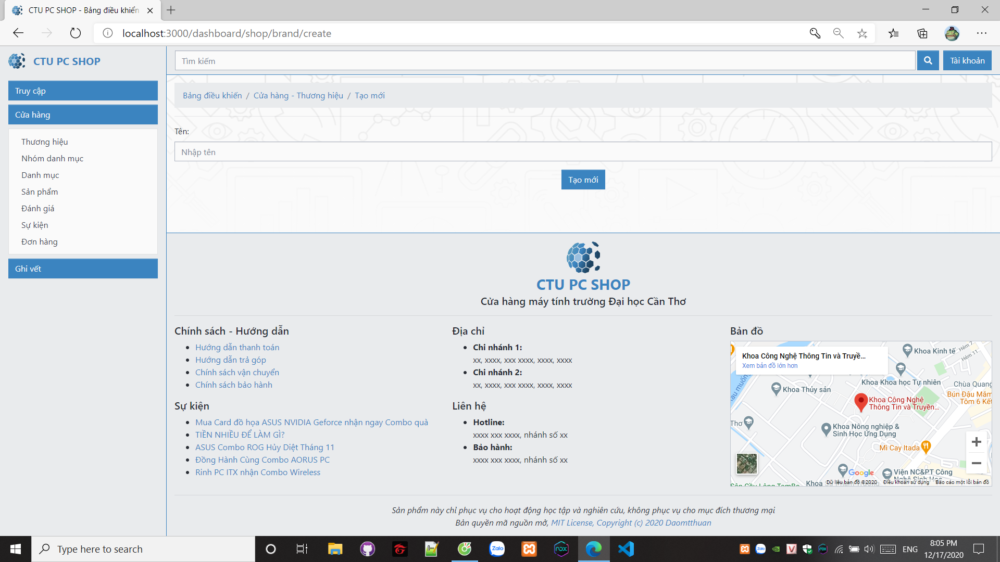 CTU PC SHOP - Bảng điều khiển
localhost:3000/dashboard/shop/brand/create
CTU PC SHOP
Tìm kiếm
Tài khoản
Truy cập
Cửa hàng
Thương hiệu
Nhóm danh mục
Danh mục
Sản phẩm
Đánh giá
Sự kiện
Đơn hàng
Ghi vết
Bảng điều khiến / Cửa hàng - Thương hiệu / Tạo mới
Tên:
Nhập tên
Tạo mới
CTU PC SHOP
Cửa hàng máy tính trường Đại học Cần Thơ
Chính sách - Hướng dẫn
Hướng dẫn thanh toán
Hướng dẫn trả góp
Chính sách vận chuyển
Chính sách bảo hành
Sự kiện
Mua Card đồ họa ASUS NVIDIA Geforce nhận ngay Combo quà
TIỀN NHIỀU ĐỂ LÀM GÌ?
ASUS Combo ROG Hủy Diệt Tháng 11
Đồng Hành Cùng Combo AORUS PC
Rinh PC ITX nhận Combo Wireless
Địa chỉ
Chi nhánh 1:
xx, xxxx, xxx xxxx, xxxx, xxxx
Chi nhánh 2:
xx, xxxx, xxx xxxx, xxxx, xxxx
Liên hệ
Hotline:
xxxx xxx xxxx, nhánh số xx
Bảo hành:
xxxx xxx xxxx, nhánh số xx
Bản đồ
Khoa Công Nghệ Thông Tin và Truyề...
Xem bản đồ lớn hơn
Khoa Kinh tế
Hẻm 7
Hẻm 11
Khoa Khoa học Tự nhiên
Khoa Thủy sản
Chùa Quang
Bún Đậu Mắm
Tôm 6 Kết
Khoa Công Nghệ
Thông Tin và Truyền...
Thơ
Khoa Nông nghiệp &
Sinh Học Ứng Dụng
Mì Cay Itada
Viện NC&PT Công
Nghệ Sinh Học
Google
Khoa
Dữ liệu bản đồ ©2020
Điều khoản sử dụng
Báo cáo một lỗi bản đồ
Sản phẩm này chỉ phục vụ cho hoạt động học tập và nghiên cứu, không phục vụ cho mục đích thương mại
Bản quyền mã nguồn mở, MIT License, Copyright (c) 2020 Daomtthuan
Type here to search
Zalo
nox
ENG
8:05 PM
12/17/2020